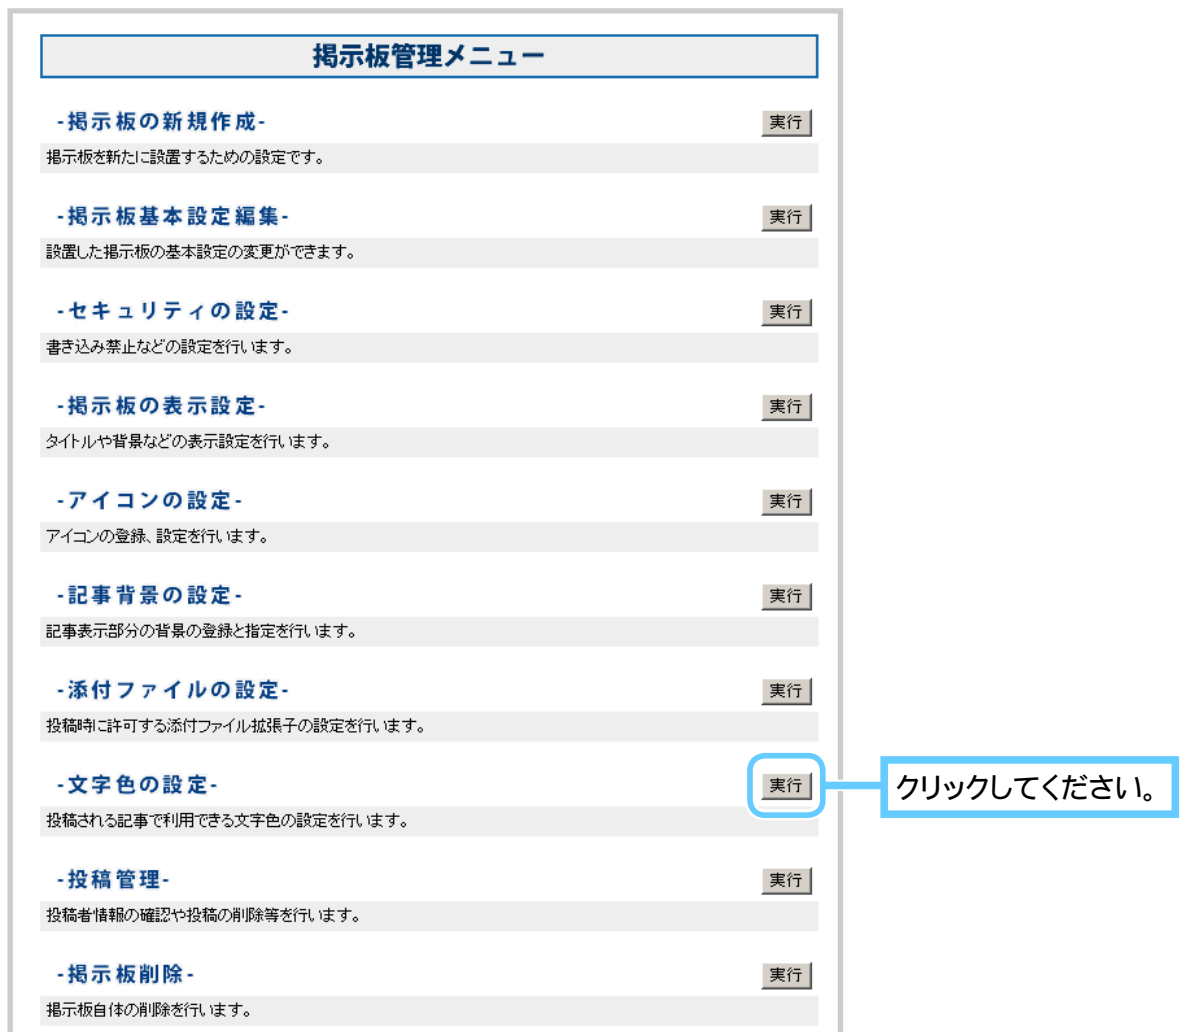 掲示板管理メニュー
-掲示板の新規作成- 実行
掲示板を新たに設置するための設定です。
-掲示板基本設定編集- 実行
設置した掲示板の基本設定の変更ができます。
-セキュリティの設定- 実行
書き込み禁止などの設定を行います。
-掲示板の表示設定- 実行
タイトルや背景などの表示設定を行います。
-アイコンの設定- 実行
アイコンの登録、設定を行います。
-記事背景の設定- 実行
記事表示部分の背景の登録と指定を行います。
-添付ファイルの設定- 実行
投稿時に許可する添付ファイル拡張子の設定を行います。
-文字色の設定- 実行 クリックしてください。
投稿される記事で利用できる文字色の設定を行います。
-投稿管理- 実行
投稿者情報の確認や投稿の削除等を行います。
-掲示板削除- 実行
掲示板自体の削除を行います。